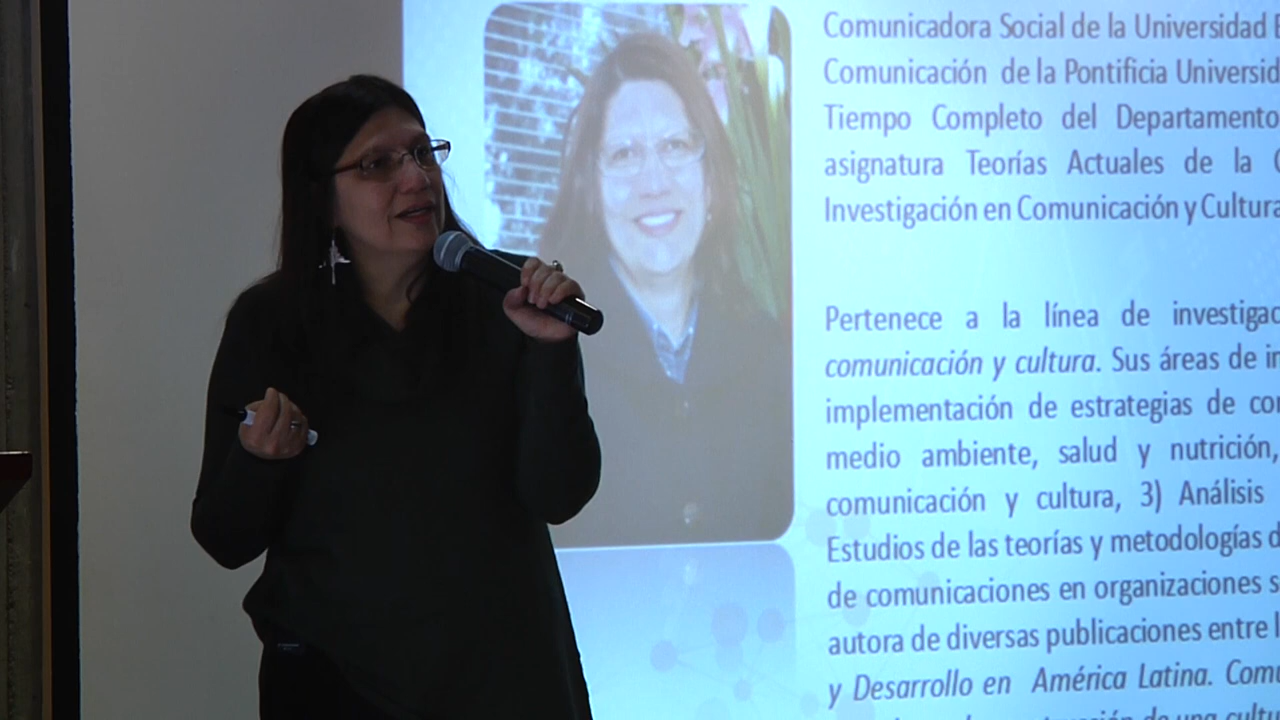 Comunicadora Social de la Universidad
Comunicación de la Pontificia Universid
Tiempo Completo del Departamento
asignatura Teorías Actuales de la
Investigación en Comunicación y Cultura
Pertenece a la línea de investigac
comunicación y cultura. Sus áreas de in
implementación de estrategias de con
medio ambiente, salud y nutrición,
comunicación y cultura, 3) Análisis
Estudios de las teorías y metodologías d
de comunicaciones en organizaciones s
autora de diversas publicaciones entre l
y Desarrollo en América Latina. Comu